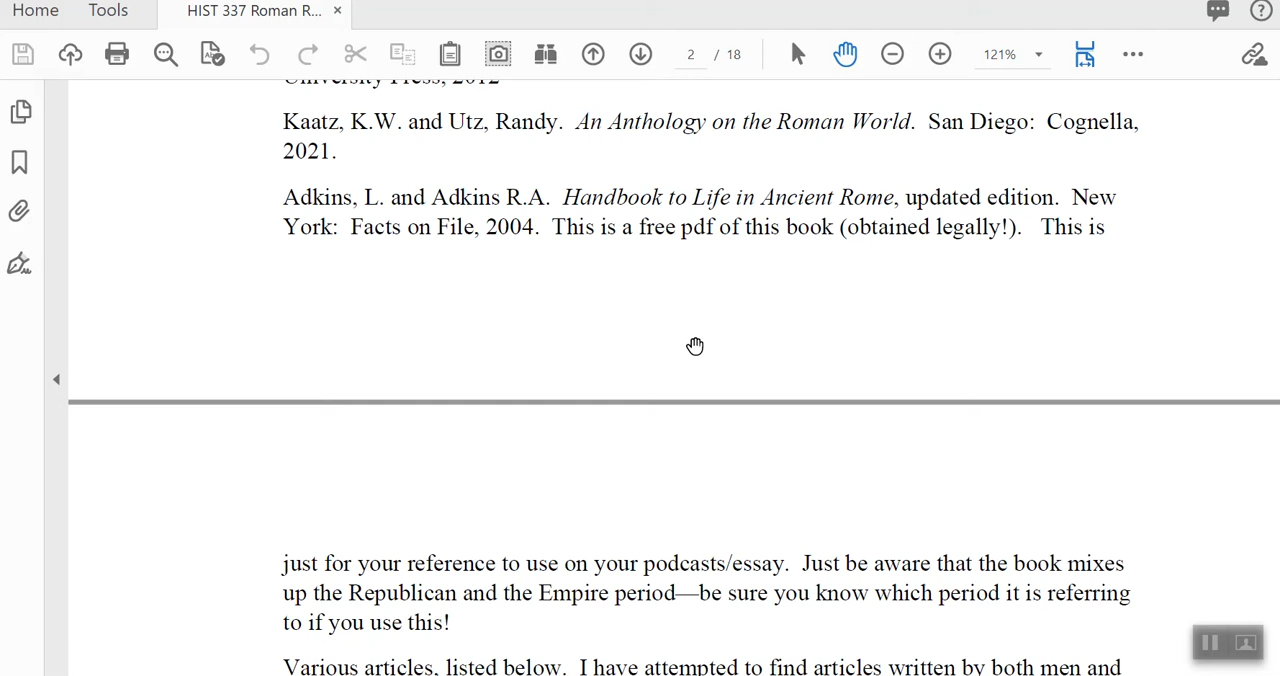 Home Tools HIST 337 Roman R... ×
2 / 18 121%
University Press, 2012
Kaatz, K.W. and Utz, Randy. An Anthology on the Roman World. San Diego: Cognella,
2021.
Adkins, L. and Adkins R.A. Handbook to Life in Ancient Rome, updated edition. New
York: Facts on File, 2004. This is a free pdf of this book (obtained legally!). This is
just for your reference to use on your podcasts/essay. Just be aware that the book mixes
up the Republican and the Empire period—be sure you know which period it is referring
to if you use this!
Various articles, listed below. I have attempted to find articles written by both men and